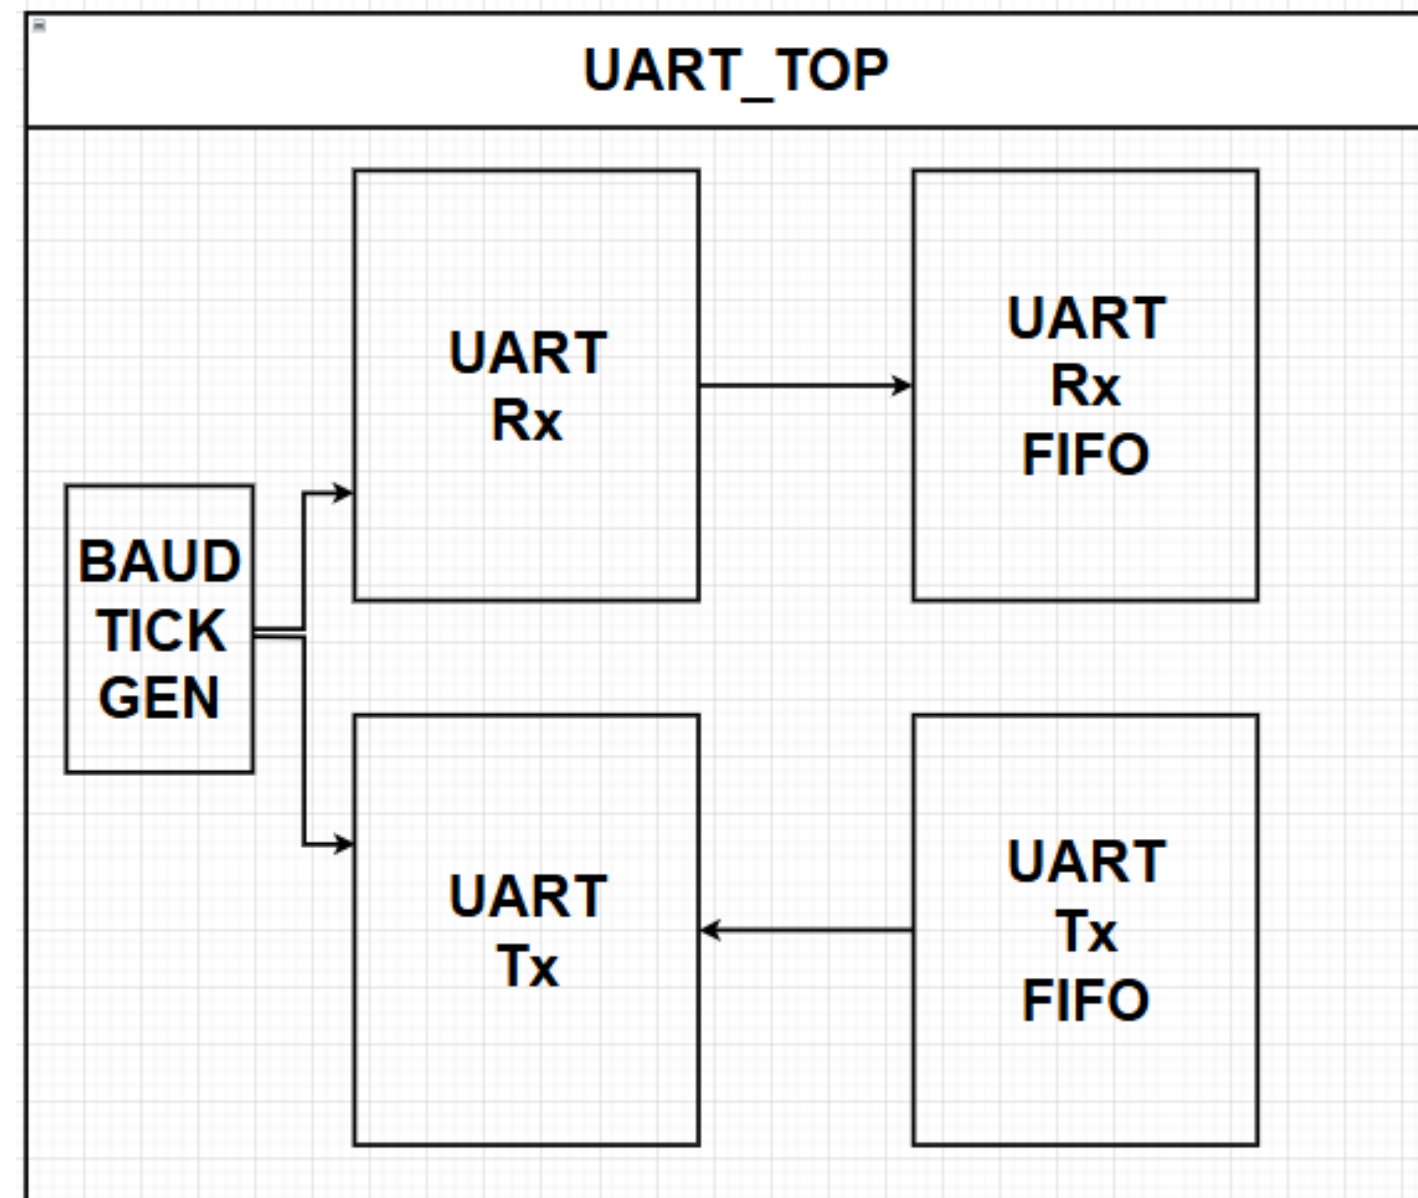 UART_TOP
UART
Rx
UART
Rx
FIFO
BAUD
TICK
GEN
UART
Tx
UART
Tx
FIFO